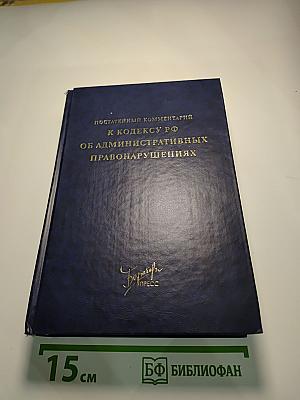 ПОСТАТЕЙНЫЙ КОММЕНТАРИЙ
К КОДЕКСУ РФ
ОБ АДМИНИСТРАТИВНЫХ
ПРАВОНАРУШЕНИЯХ
ПРЕСС
15 см
БФ БИБЛИОФАН